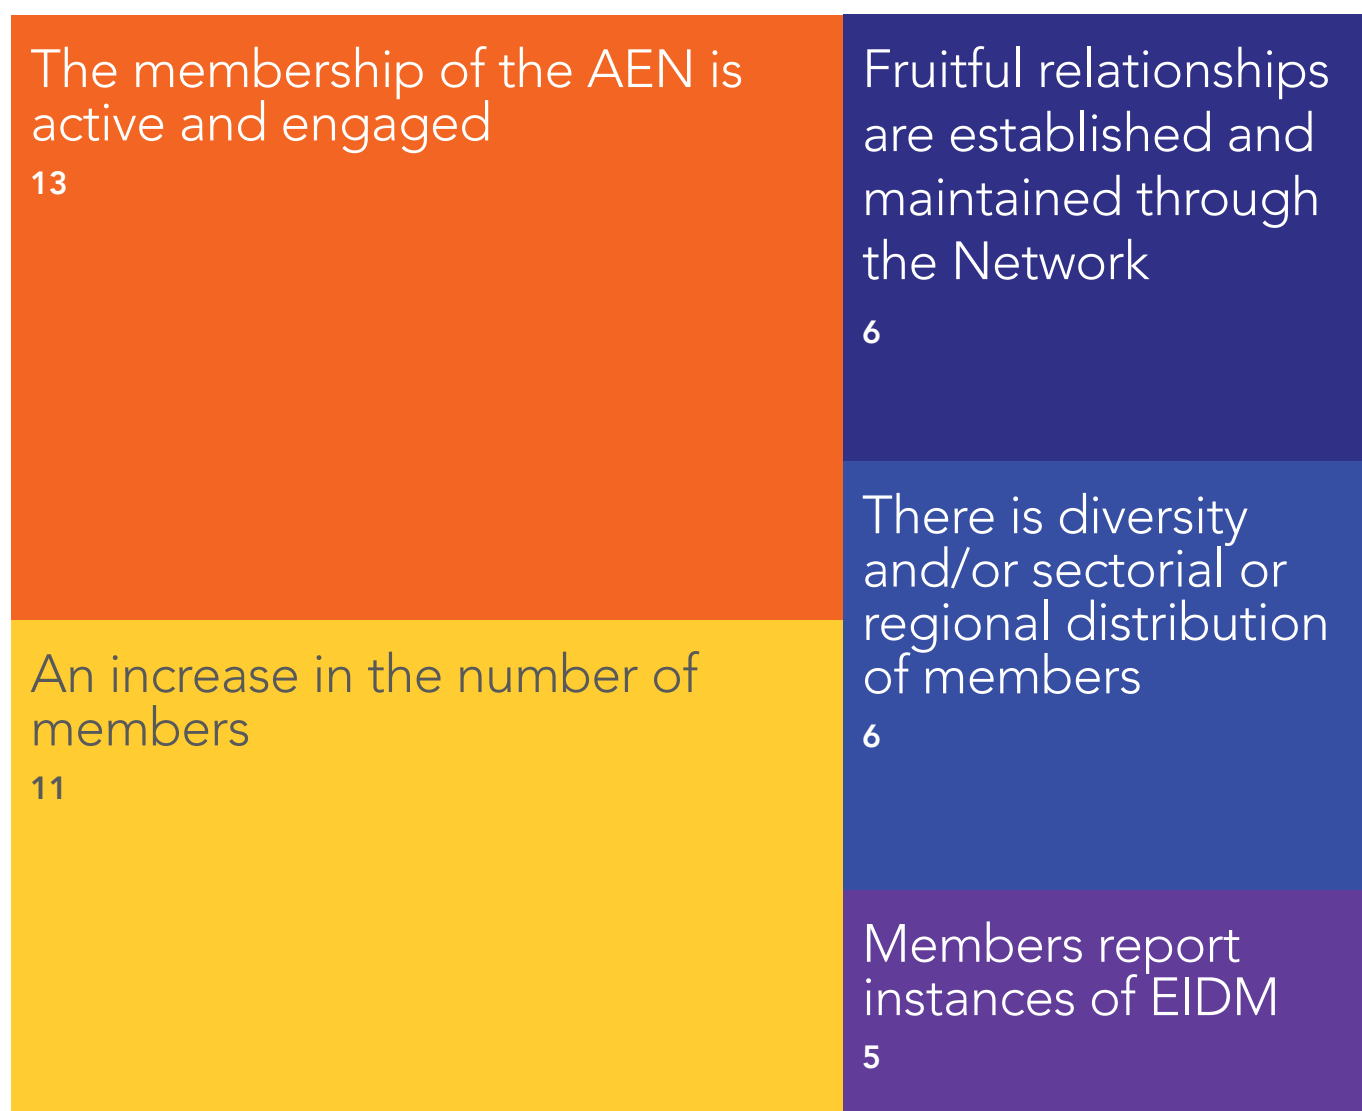 The membership of the AEN is
active and engaged
13
Fruitful relationships
are established and
maintained through
the Network
6
There is diversity
and/or sectorial or
regional distribution
of members
6
An increase in the number of
members
11
Members report
instances of EIDM
5